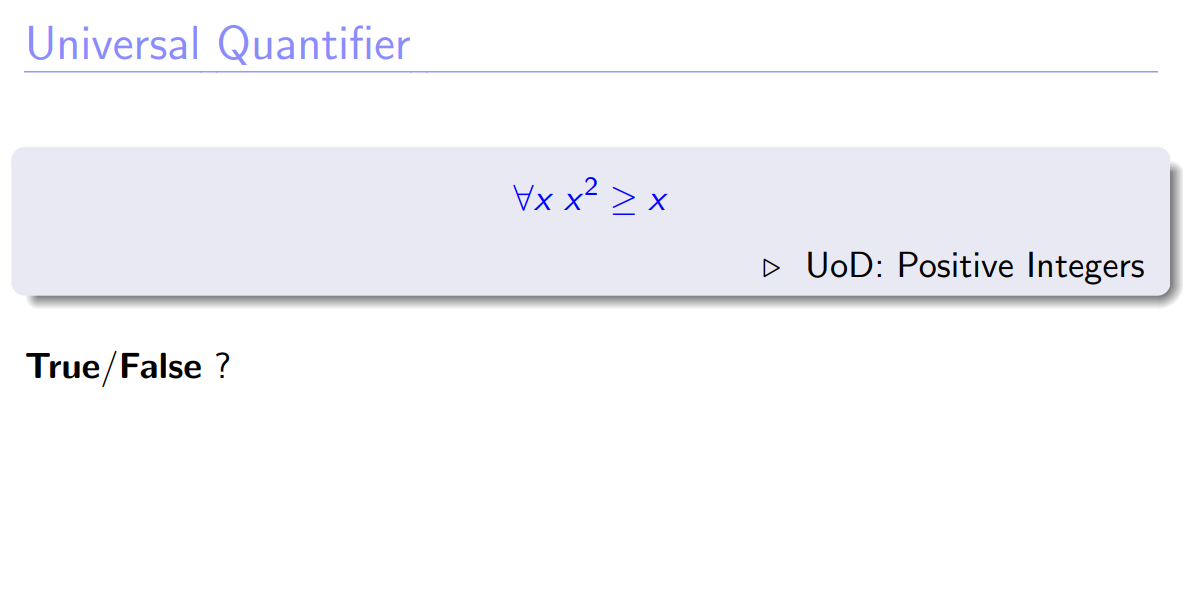 Universal Quantifier
∀x x² ≥ x
▷ UoD: Positive Integers
True/False ?